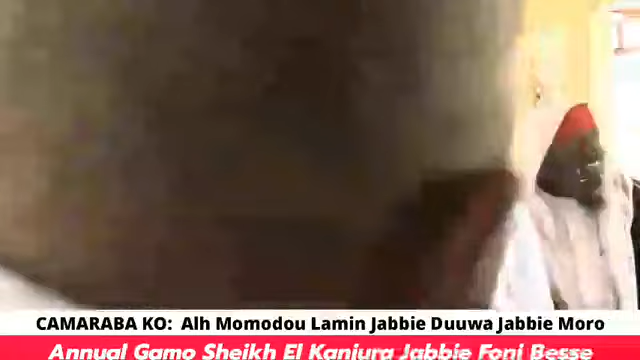 CAMARABA KO: Alh Momodou Lamin Jabbie Duuwa Jabbie Moro
Annual Gamo Sheikh El Kanjura Jabbie Foni Besse